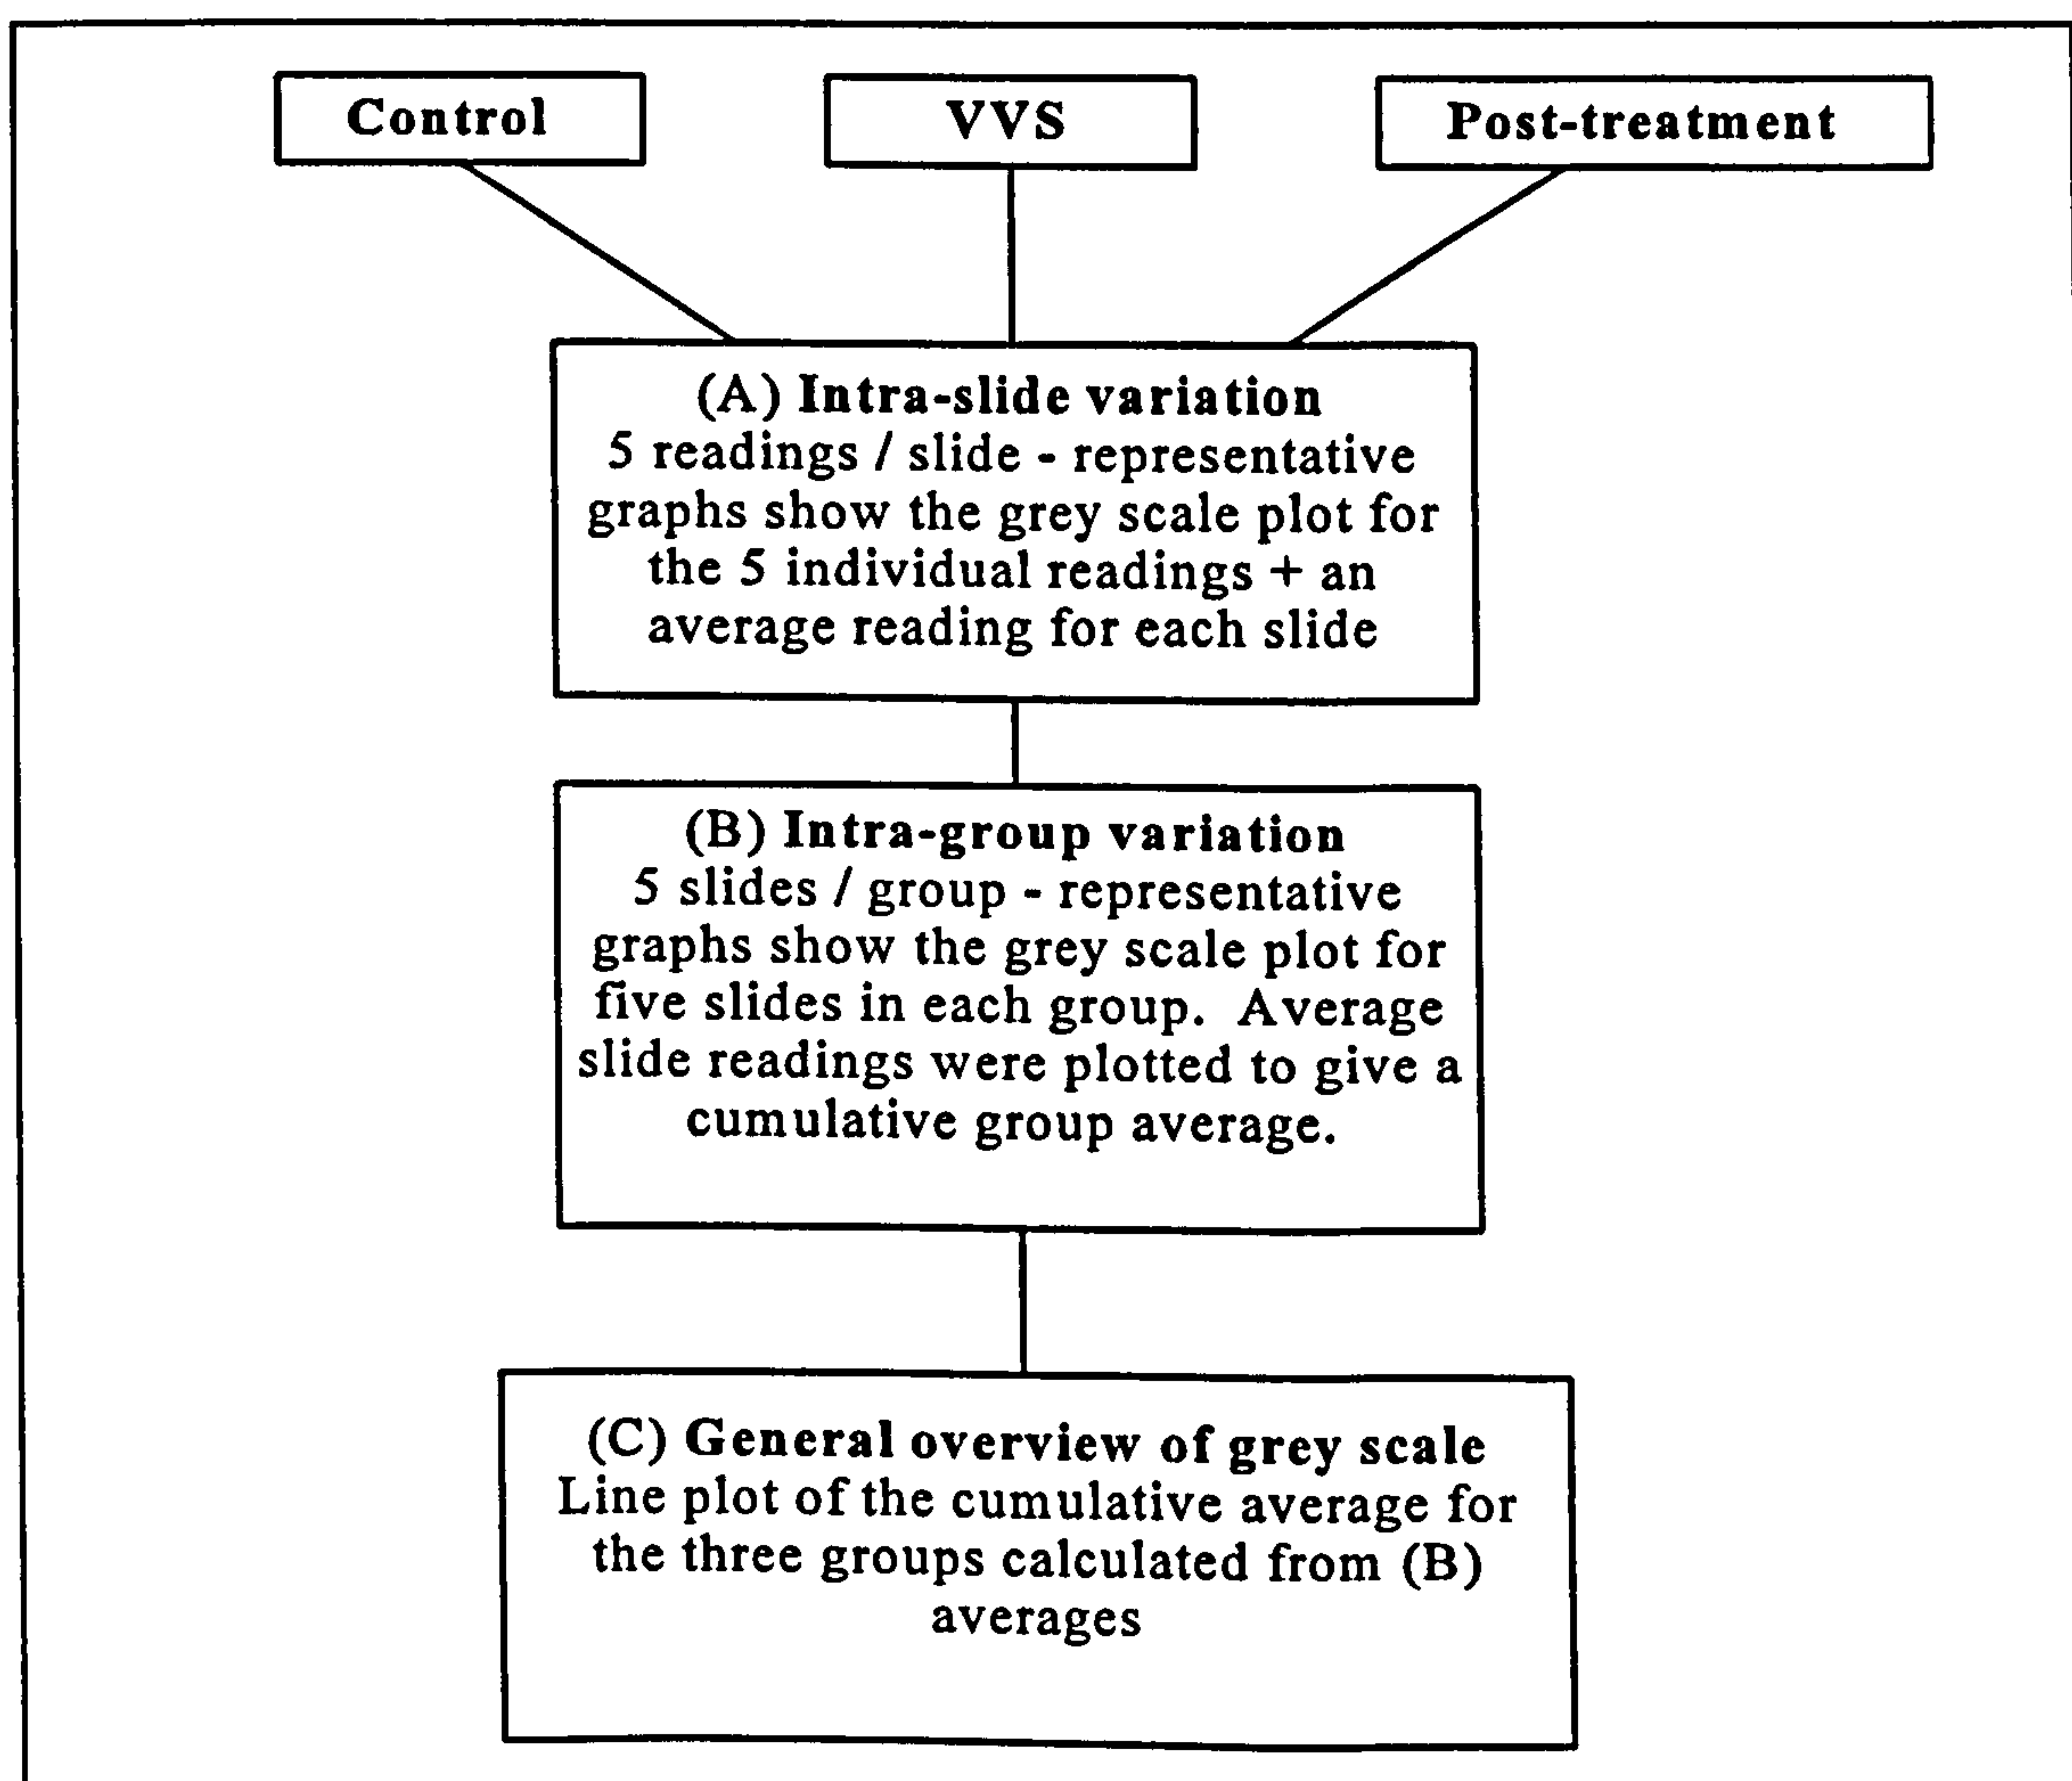 Control
VVS
Post-treatment
(A) Intra-slide variation
5 readings / slide - representative
graphs show the grey scale plot for
the 5 individual readings + an
average reading for each slide
(B) Intra-group variation
5 slides / group - representative
graphs show the grey scale plot for
five slides in each group.  Average
slide readings were plotted to give a
cumulative group average.
(C) General overview of grey scale
Line plot of the cumulative average for
the three groups calculated from (B)
averages